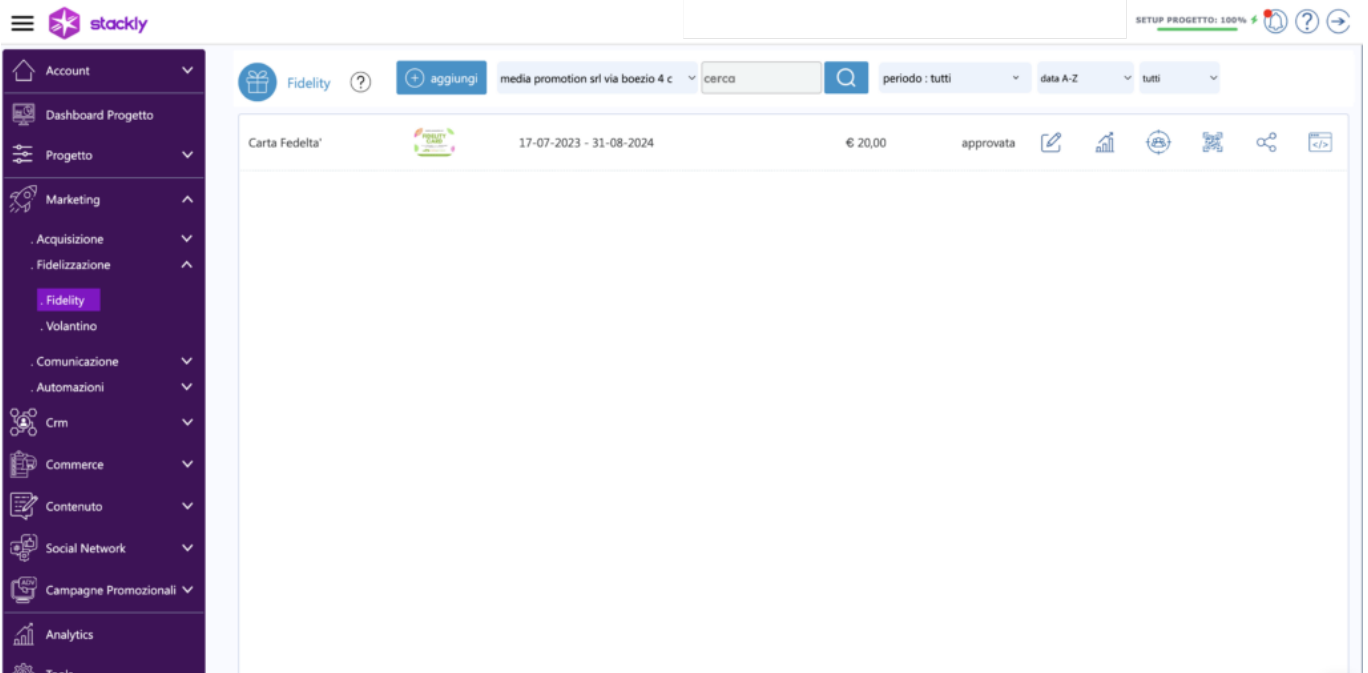 stackly
SETUP PROGETTO: 100%
Account
Dashboard Progetto
Progetto
Marketing
. Acquisizione
. Fidelizzazione
. Fidelity
. Volantino
. Comunicazione
. Automazioni
Crm
Commerce
Contenuto
Social Network
ADV
Campagne Promozionali
Analytics
Tools
Fidelity
?
aggiungi
media promotion srl via boezio 4 c
cerca
periodo : tutti
data A-Z
tutti
Carta Fedelta'
FIDELITY
CARD
17-07-2023 - 31-08-2024
€ 20,00
approvata